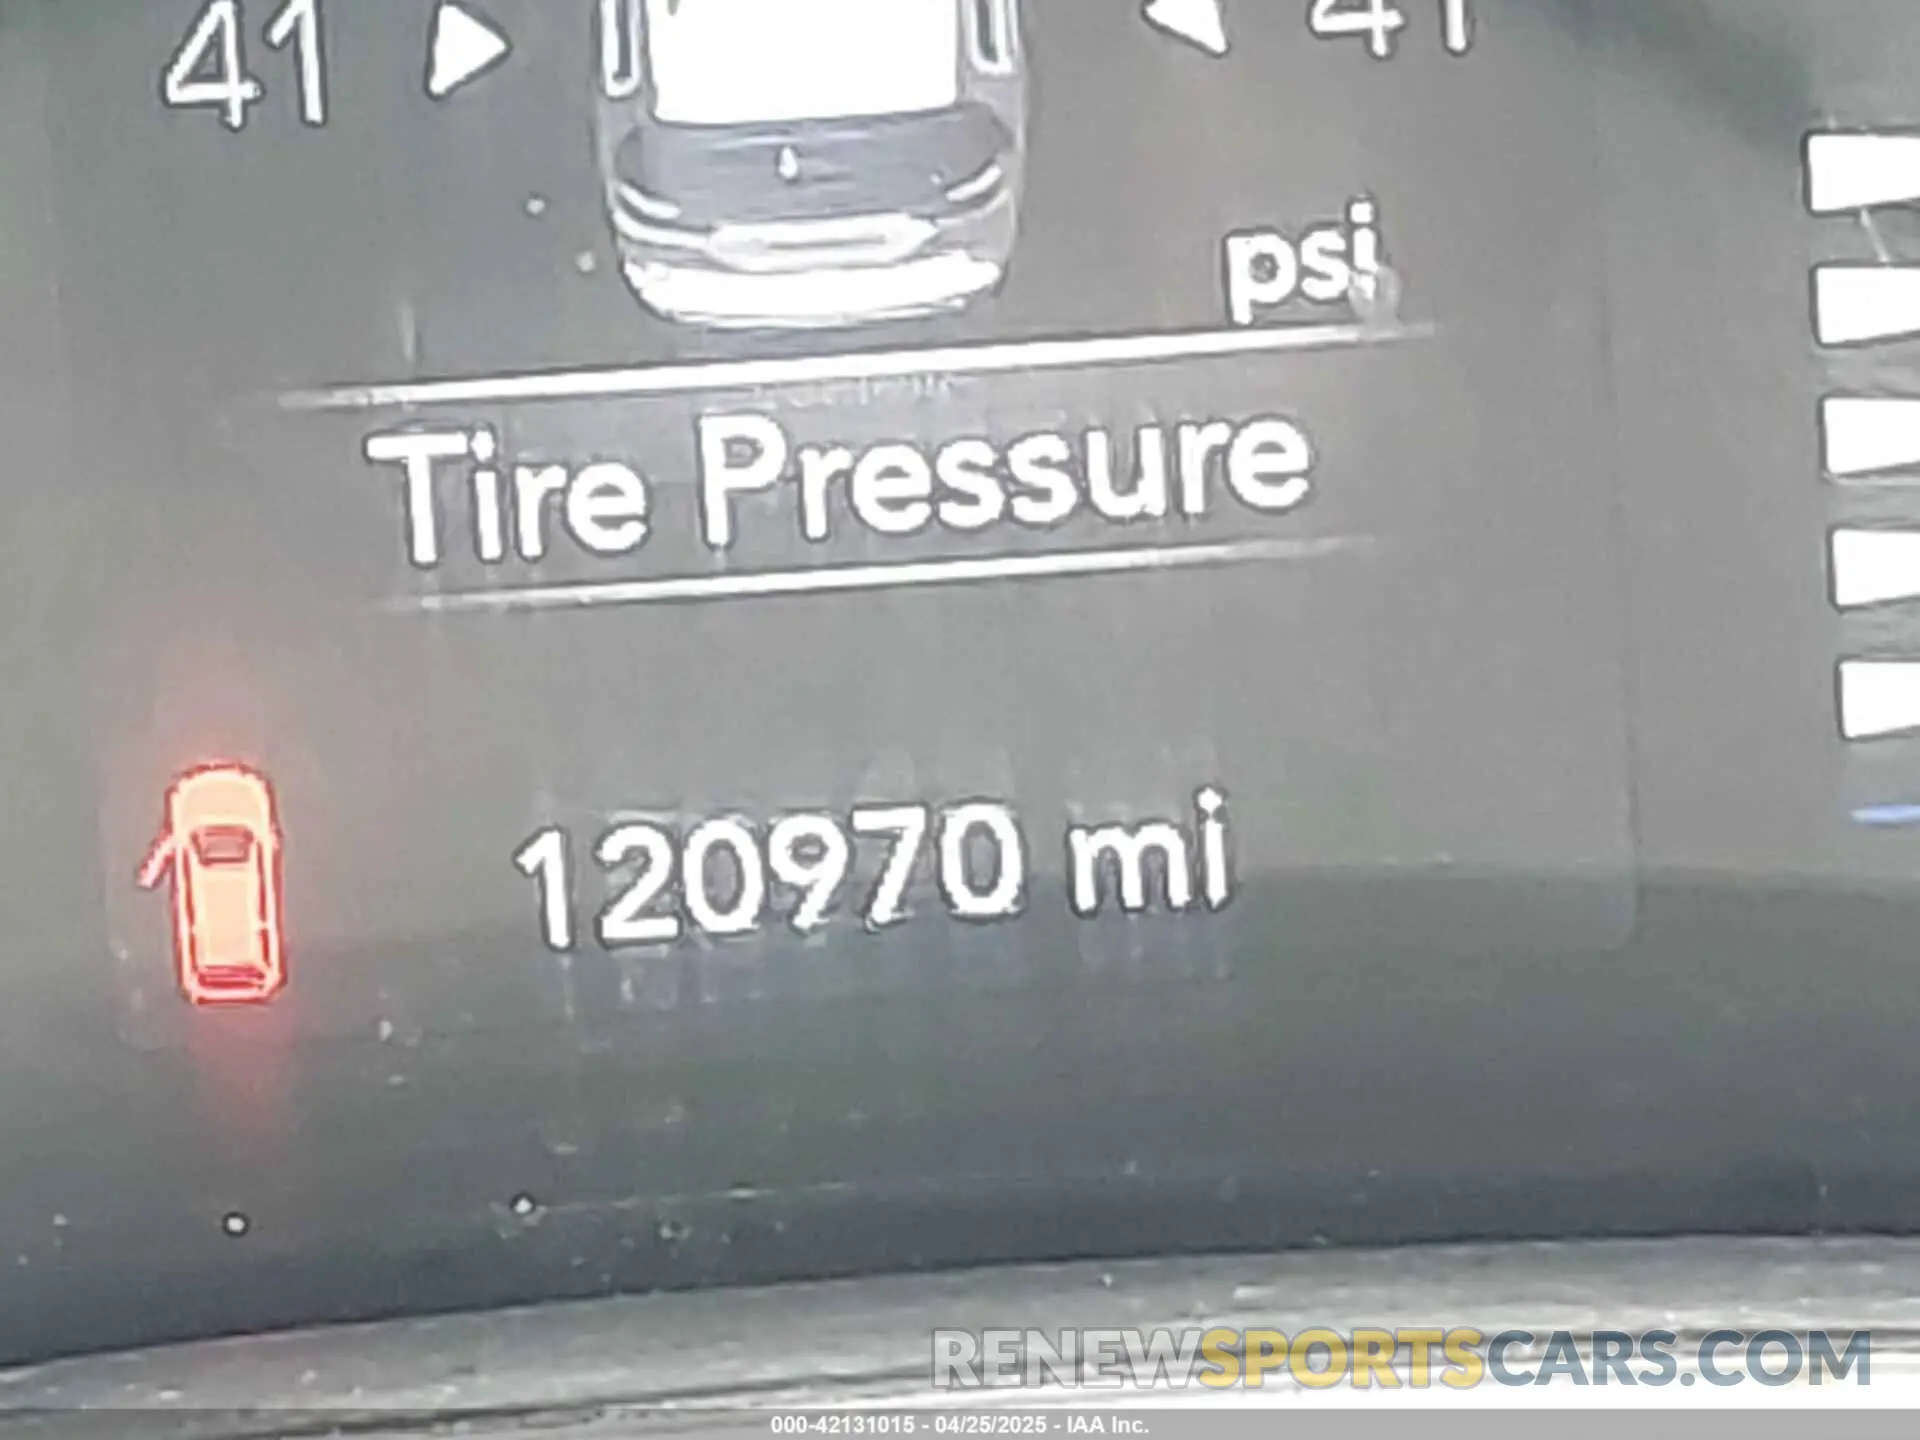 41 41
psi
Tire Pressure
120970 mi
RENEWSPORTSCARS.COM
000-42131015 - 04/25/2025 - IAA Inc.